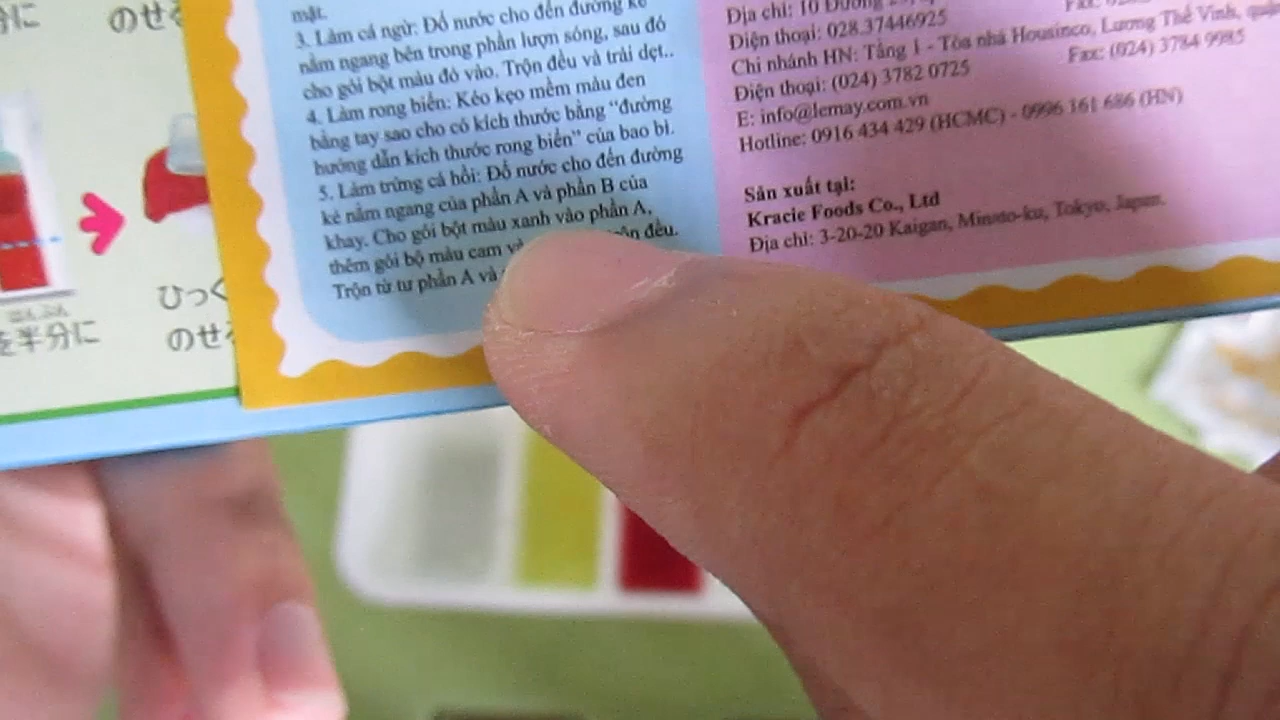 に
のせ
を半分に
ひっく
のせ
mặt.
3. Làm cá ngừ: Đổ nước cho đến đường kẻ
nằm ngang bên trong phần lượn sóng, sau đó
cho gói bột màu đỏ vào. Trộn đều và trải dẹt..
4. Làm rong biển: Kéo kẹo mềm màu đen
bằng tay sao cho có kích thước bằng “đường
hướng dẫn kích thước rong biển” của bao bì.
5. Làm trứng cá hồi: Đổ nước cho đến đường
kẻ nằm ngang của phần A và phần B của
khay. Cho gói bột màu xanh vào phần A,
thêm gói bộ màu cam và đều.
Trộn từ từ phần A và
Địa chỉ: 10
Điện thoại: 028.37446925
Chi nhánh HN: Tầng 1 - Tòa nhà Housinco, Lương Thế Vinh, quận
Điện thoại: (024) 3782 0725 Fax: (024) 3784 9985
E: info@lemay.com.vn
Hotline: 0916 434 429 (HCMC) - 0996 161 686 (HN)
Sản xuất tại:
Kracie Foods Co., Ltd
Địa chỉ: 3-20-20 Kaigan, Minato-ku, Tokyo, Japan.